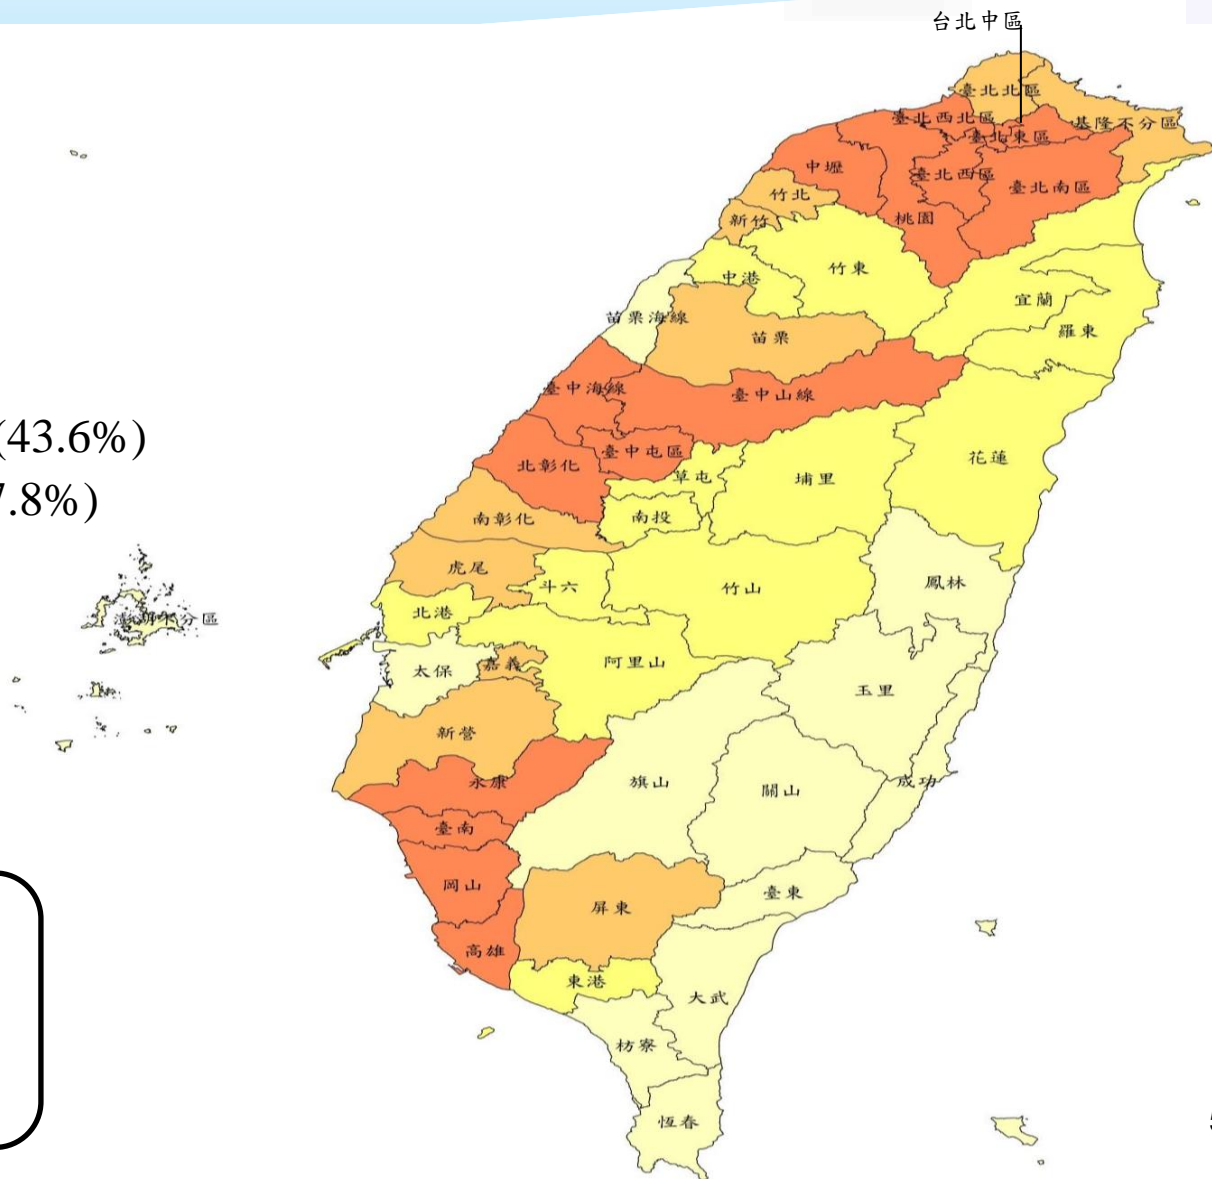 台北中區
臺北北區
臺北西北區
基隆不分區
臺北東區
中壢
臺北西區
臺北南區
竹北
新竹
桃園
竹東
中港
宜蘭
苗栗海線
羅東
苗栗
臺中海線
臺中山線
(43.6%)
臺中屯區
北彰化
花蓮
草屯
埔里
7.8%)
南彰化
南投
虎尾
斗六
竹山
鳳林
北港
澎湖不分區
太保
嘉義
阿里山
玉里
新營
永康
旗山
關山
成功
臺南
岡山
臺東
屏東
高雄
東港
大武
枋寮
恆春